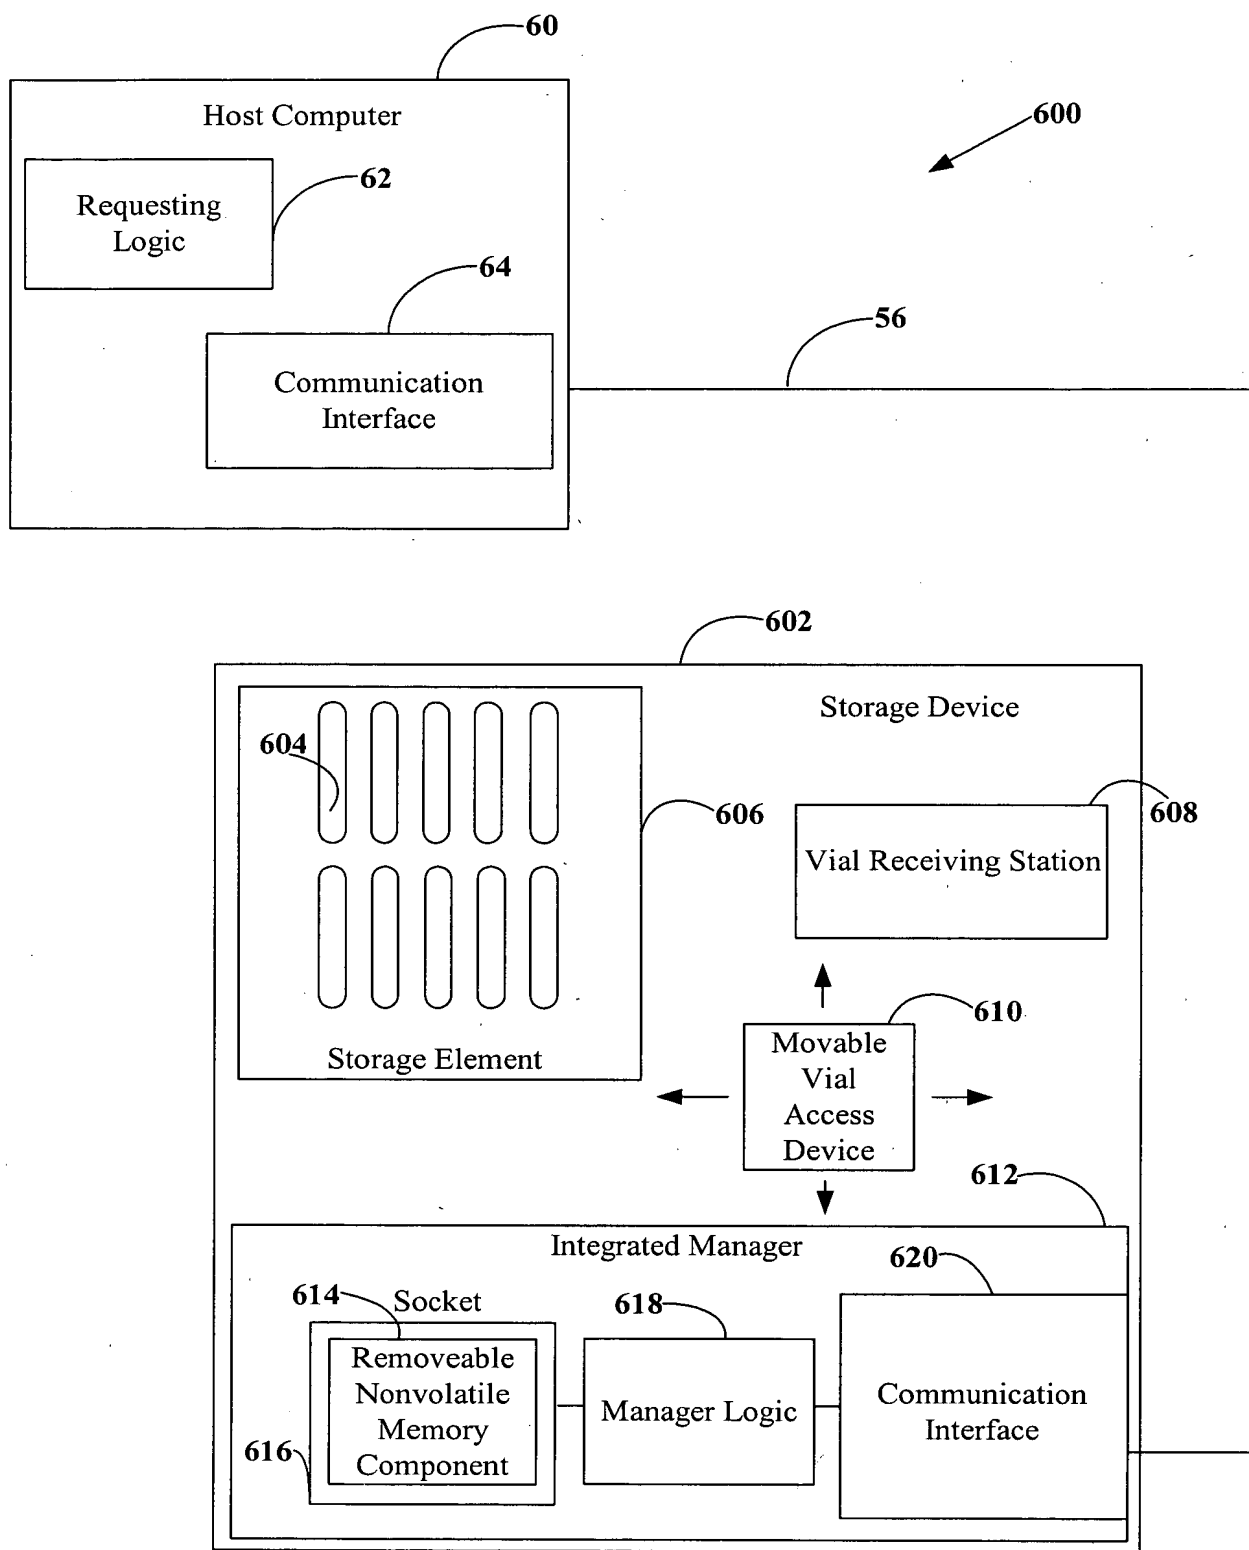 60
Host Computer
600
62
Requesting
Logic
64
56
Communication
Interface
602
Storage Device
604
606
608
Vial Receiving Station
610
Storage Element
Movable
Vial
Access
Device
612
Integrated Manager
620
614
Socket
618
Removeable
Nonvolatile
Memory
Component
616
Manager Logic
Communication
Interface